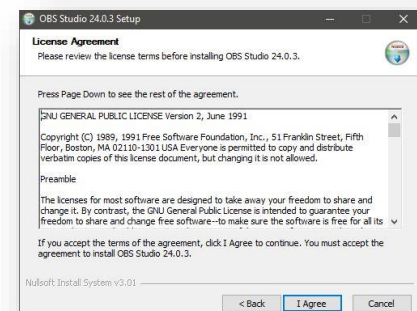 OBS Studio 24.0.3 Setup
License Agreement
Please review the license terms before installing OBS Studio 24.0.3.
Press Page Down to see the rest of the agreement.
GNU GENERAL PUBLIC LICENSE Version 2, June 1991
Copyright (C) 1989, 1991 Free Software Foundation, Inc., 51 Franklin Street, Fifth
Floor, Boston, MA 02110-1301 USA Everyone is permitted to copy and distribute
verbatim copies of this license document, but changing it is not allowed.
Preamble
The licenses for most software are designed to take away your freedom to share and
change it. By contrast, the GNU General Public License is intended to guarantee your
freedom to share and change free software--to make sure the software is free for all its
If you accept the terms of the agreement, click I Agree to continue. You must accept the
agreement to install OBS Studio 24.0.3.
Nullsoft Install System v3.01
< Back
I Agree
Cancel